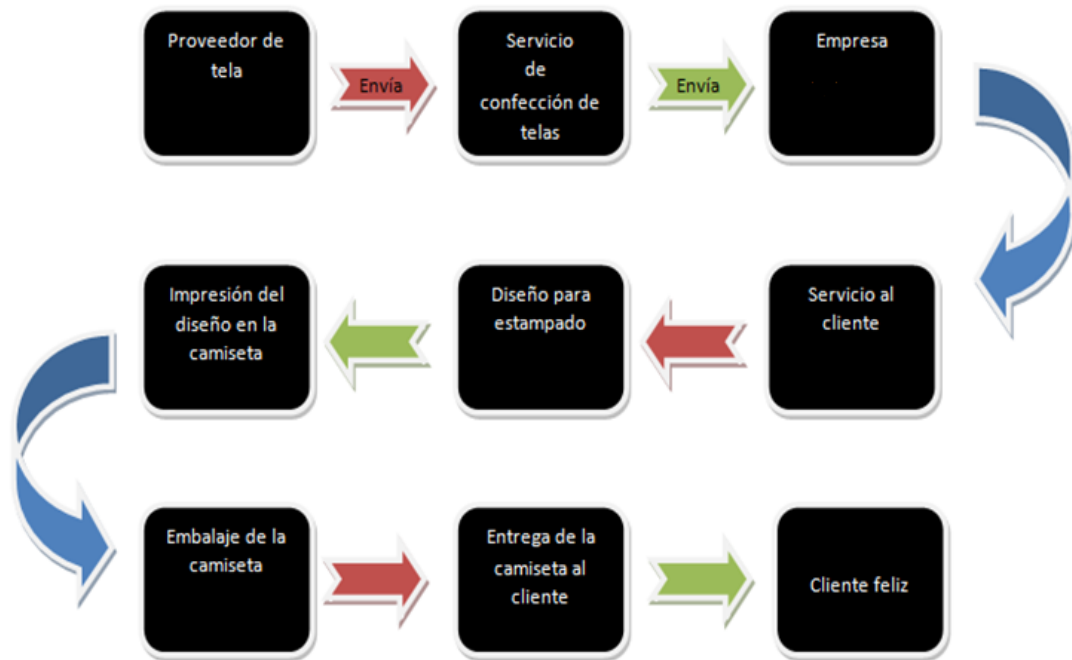 Proveedor de
tela
Envía
Servicio
de
confección de
telas
Envía
Empresa
Servicio al
cliente
Diseño para
estampado
Impresión del
diseño en la
camiseta
Embalaje de la
camiseta
Entrega de la
camiseta al
cliente
Cliente feliz